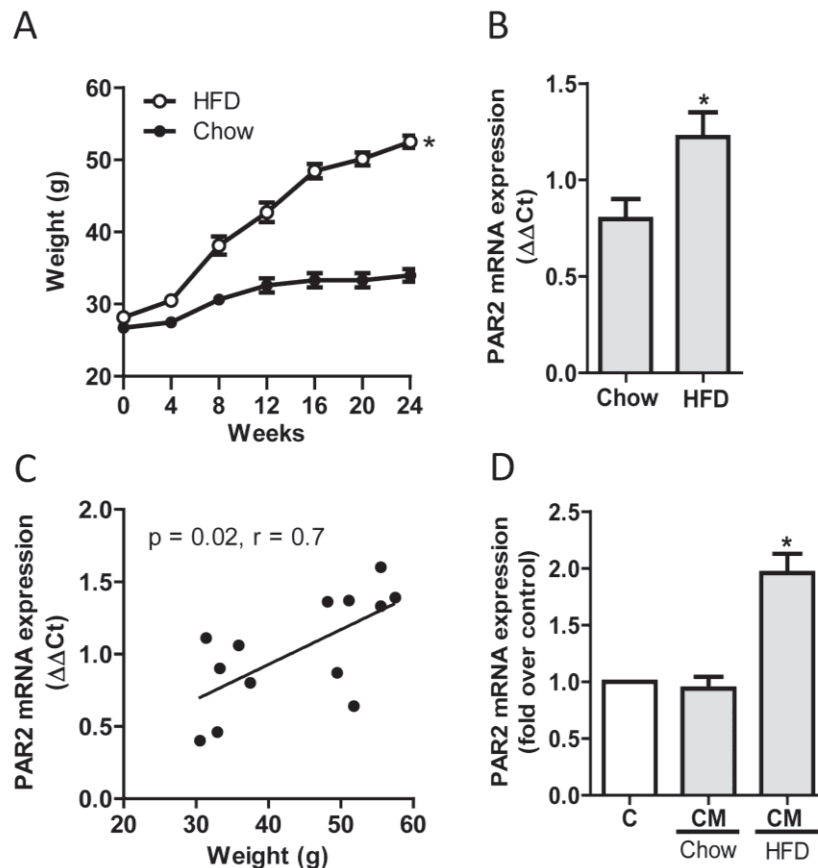 A
HFD
Chow
60
50
40
30
20
Weight (g)
*
0 4 8 12 16 20 24
Weeks
B
1.5
1.0
0.5
0.0
PAR2 mRNA expression
(ΔΔCt)
*
Chow HFD
C
2.0
1.5
1.0
0.5
0.0
PAR2 mRNA expression
(ΔΔCt)
p = 0.02, r = 0.7
20 30 40 50 60
Weight (g)
D
2.5
2.0
1.5
1.0
0.5
0.0
PAR2 mRNA expression
(fold over control)
*
C CM CM
Chow HFD